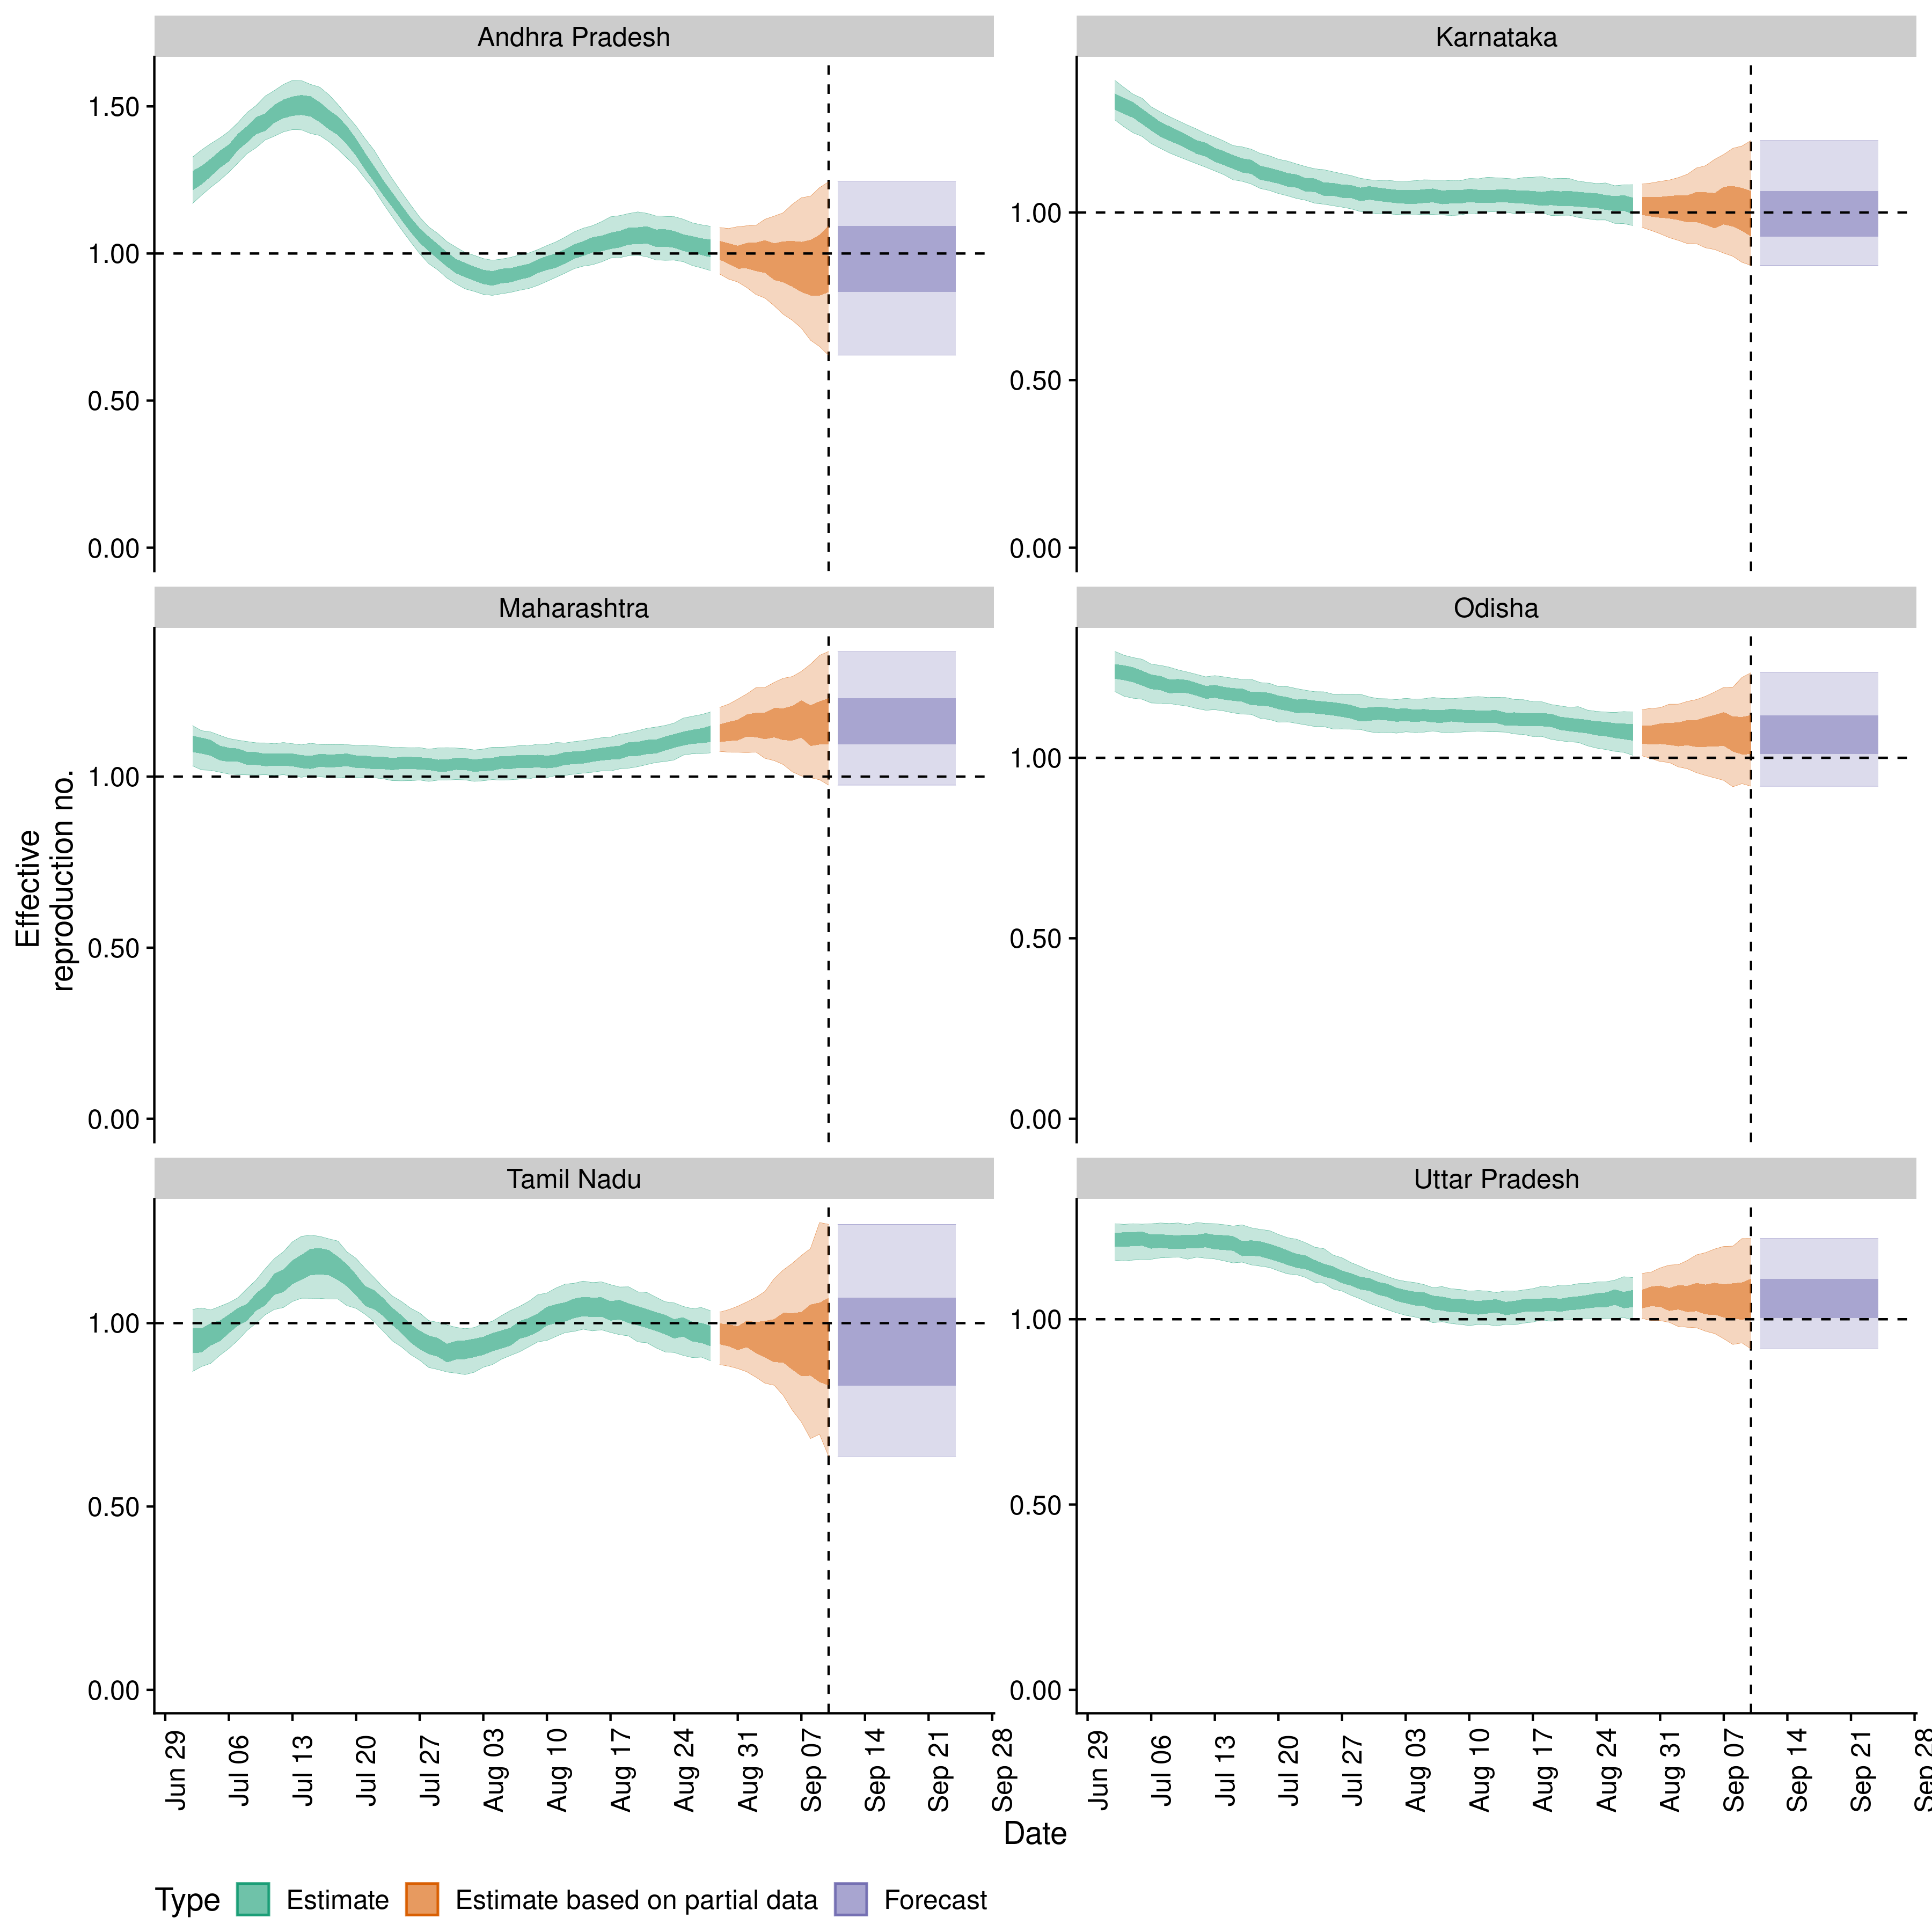 Andhra Pradesh
Karnataka
1.50
1.00
0.50
0.00
1.00
0.50
0.00
Maharashtra
Odisha
1.00
0.50
0.00
1.00
0.50
0.00
Effective
reproduction no.
Tamil Nadu
Uttar Pradesh
1.00
0.50
0.00
1.00
0.50
0.00
Jun 29 Jul 06 Jul 13 Jul 20 Jul 27 Aug 03 Aug 10 Aug 17 Aug 24 Aug 31 Sep 07 Sep 14 Sep 21 Sep 28
Jun 29 Jul 06 Jul 13 Jul 20 Jul 27 Aug 03 Aug 10 Aug 17 Aug 24 Aug 31 Sep 07 Sep 14 Sep 21 Sep 28
Date
Type Estimate Estimate based on partial data Forecast